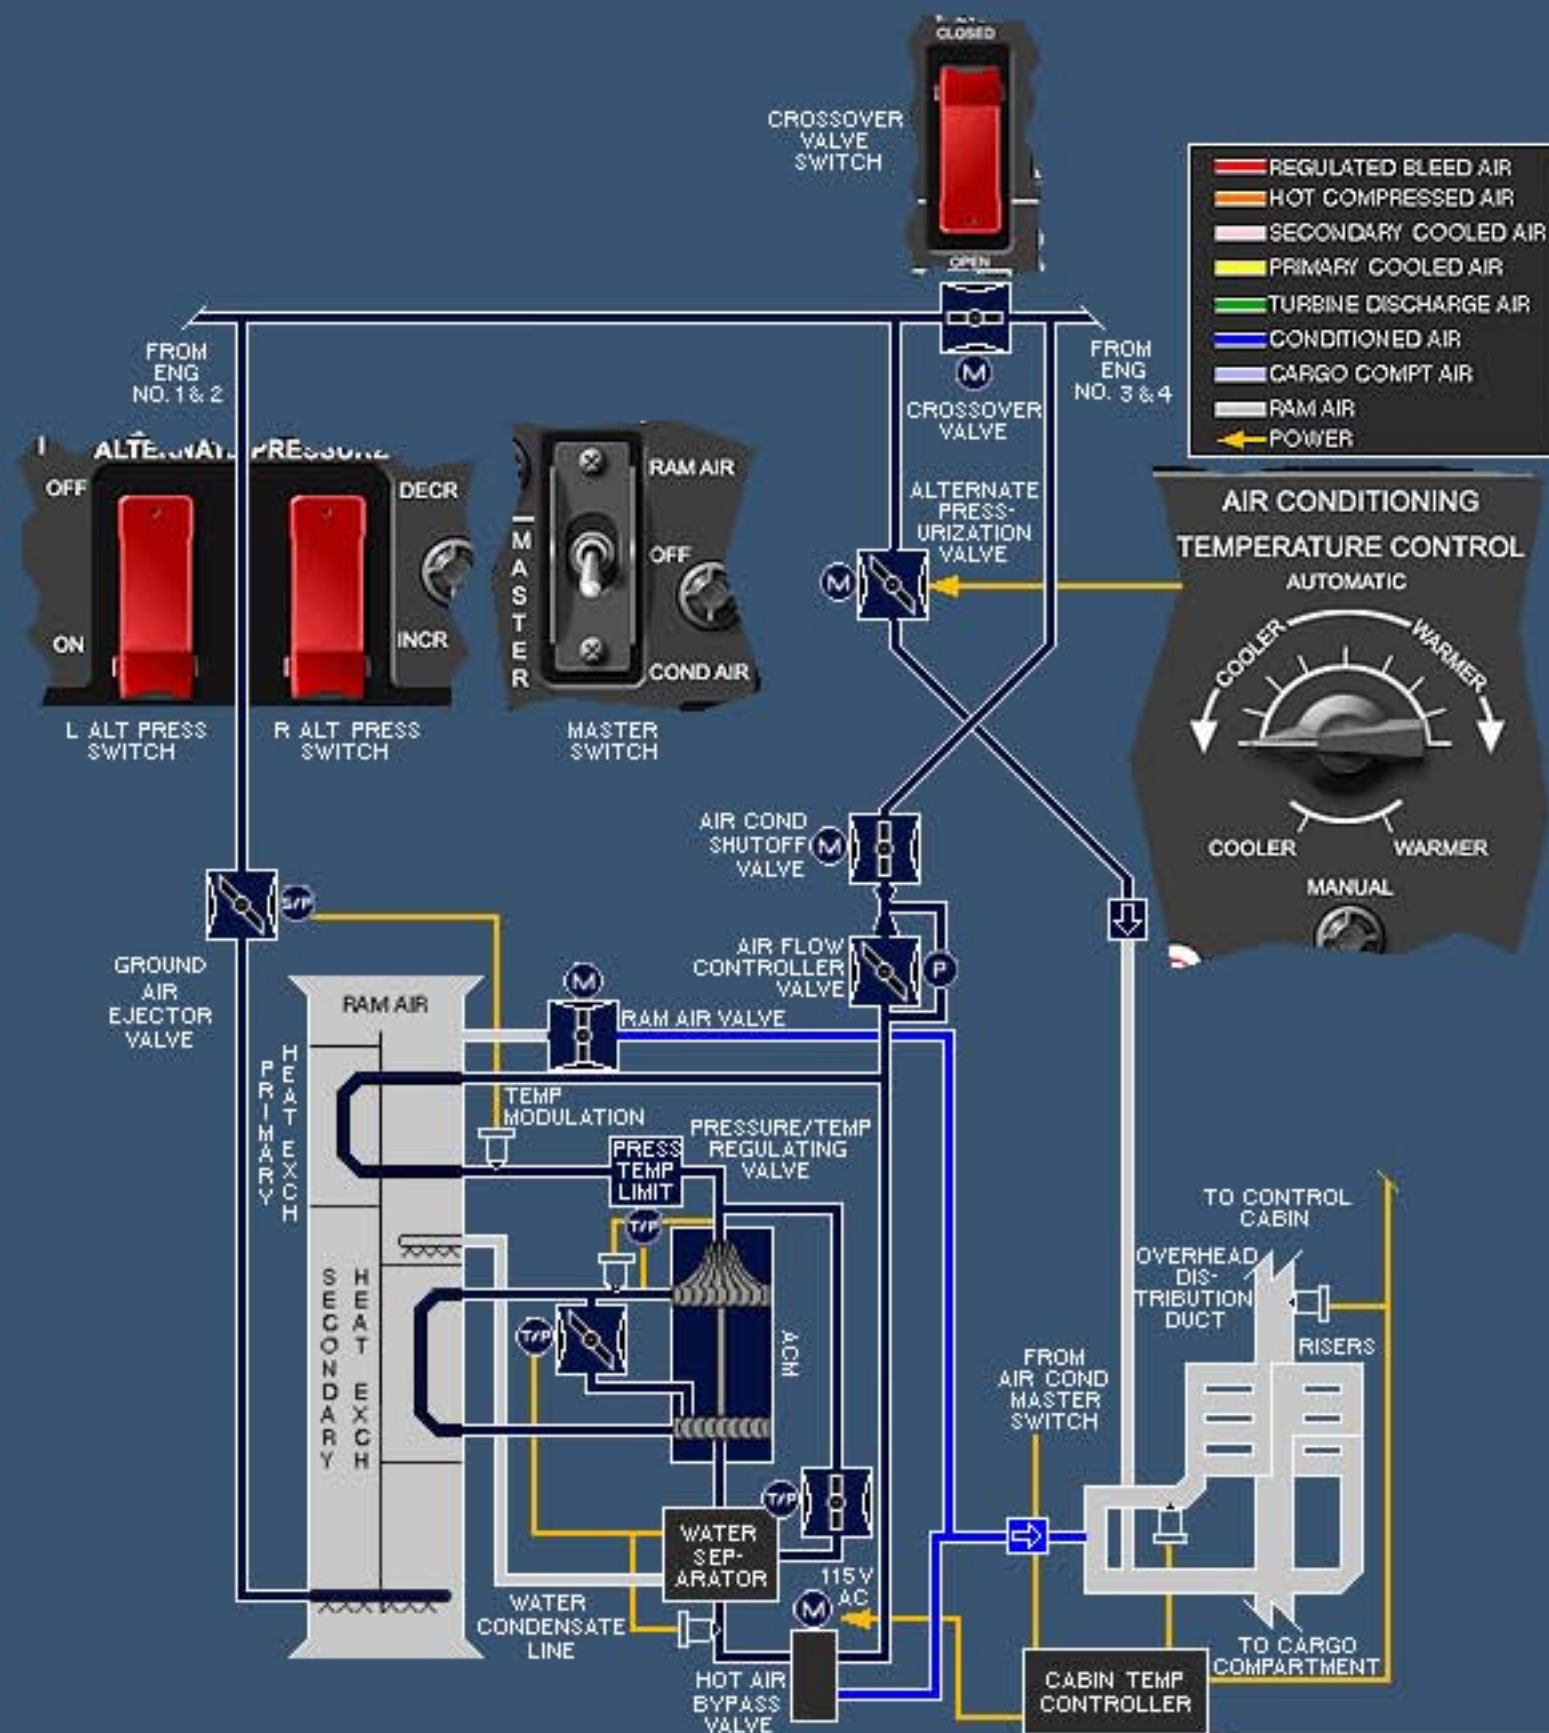 CLOSED
CROSSOVER
VALVE
SWITCH
OPEN
REGULATED BLEED AIR
HOT COMPRESSED AIR
SECONDARY COOLED AIR
PRIMARY COOLED AIR
TURBINE DISCHARGE AIR
CONDITIONED AIR
CARGO COMPT AIR
RAM AIR
POWER
FROM
ENG
NO. 1 & 2
FROM
ENG
NO. 3 & 4
M
CROSSOVER
VALVE
ALTERNATE PRESSURE
OFF
ON
DECR
INCR
L ALT PRESS
SWITCH
R ALT PRESS
SWITCH
MASTER
RAM AIR
OFF
COND AIR
MASTER
SWITCH
ALTERNATE
PRESS-
URIZATION
VALVE
M
AIR CONDITIONING
TEMPERATURE CONTROL
AUTOMATIC
COOLER
WARMER
COOLER
WARMER
MANUAL
AIR COND
SHUTOFF
VALVE
M
S/P
GROUND
AIR
EJECTOR
VALVE
AIR FLOW
CONTROLLER
VALVE
P
RAM AIR
M
RAM AIR VALVE
PRIMARY
HEAT EXCH
TEMP
MODULATION
PRESS
TEMP
LIMIT
PRESSURE/TEMP
REGULATING
VALVE
T/P
SECONDARY
HEAT EXCH
T/P
ACM
T/P
WATER
SEP-
ARATOR
WATER
CONDENSATE
LINE
115 V
AC
M
HOT AIR
BYPASS
VALVE
TO CONTROL
CABIN
OVERHEAD
DIS-
TRIBUTION
DUCT
RISERS
FROM
AIR COND
MASTER
SWITCH
TO CARGO
COMPARTMENT
CABIN TEMP
CONTROLLER